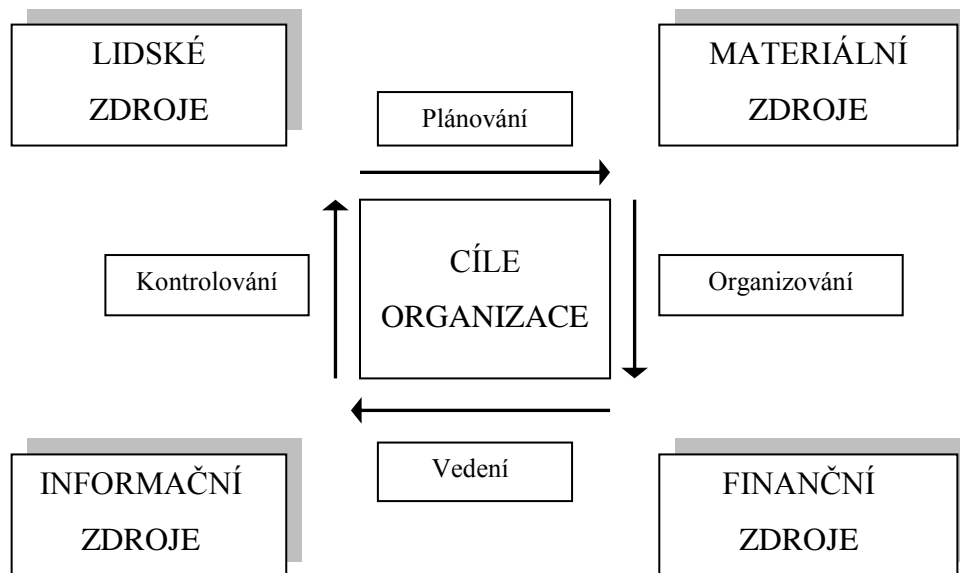 LIDSKÉ
ZDROJE
MATERIÁLNÍ
ZDROJE
Plánování
Kontrolování
CÍLE
ORGANIZACE
Organizování
Vedení
INFORMAČNÍ
ZDROJE
FINANČNÍ
ZDROJE